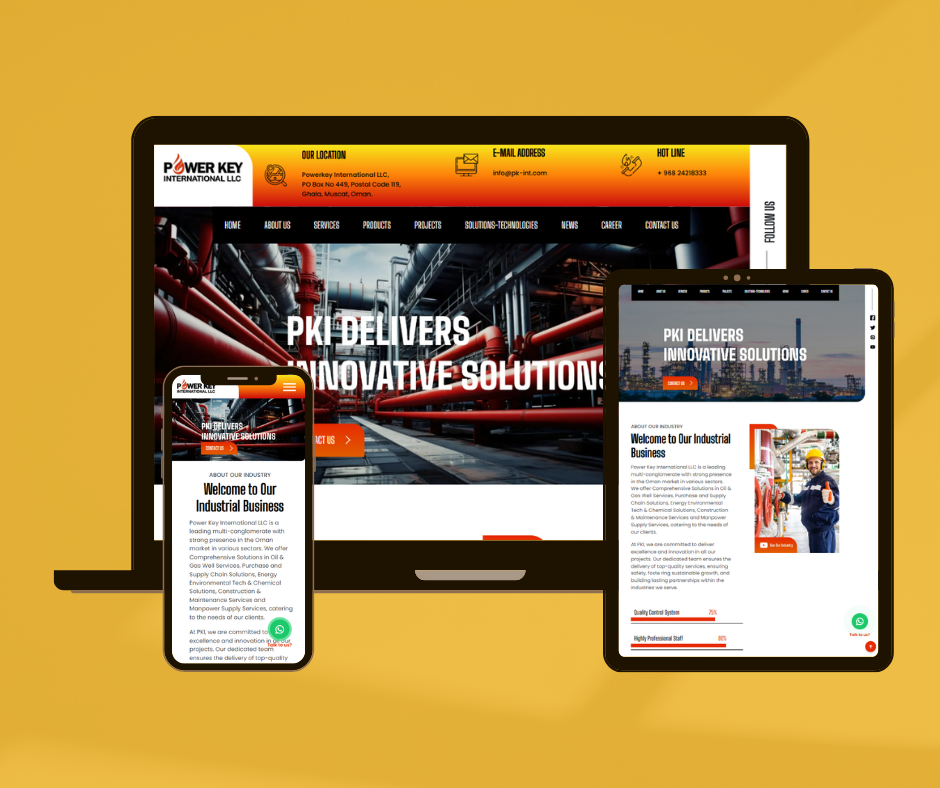 POWER KEY
INTERNATIONAL LLC
OUR LOCATION
Powerkey International LLC,
PO Box No 449, Postal Code 119,
Ghala, Muscat, Oman.
E-MAIL ADDRESS
info@pk-int.com
HOT LINE
+ 968 24218333
FOLLOW US
HOME ABOUT US SERVICES PRODUCTS PROJECTS SOLUTIONS-TECHNOLOGIES NEWS CAREER CONTACT US
PKI DELIVERS
INNOVATIVE SOLUTIONS
ACT US
POWER KEY
INTERNATIONAL LLC
PKI DELIVERS
INNOVATIVE SOLUTIONS
CONTACT US
ABOUT OUR INDUSTRY
Welcome to Our
Industrial Business
Power Key International LLC is a
leading multi-conglomerate with
strong presence in the Oman
market in various sectors. We offer
Comprehensive Solutions in Oil &
Gas Well Services, Purchase and
Supply Chain Solutions, Energy
Environmental Tech & Chemical
Solutions, Construction &
Maintenance Services and
Manpower Supply Services, catering
to the needs of our clients.
At PKI, we are committed to
excellence and innovation in all our
projects. Our dedicated team
ensures the delivery of top-quality
Talk to us?
HOME ABOUT US SERVICES PRODUCTS PROJECTS SOLUTIONS-TECHNOLOGIES NEWS CAREER CONTACT US
PKI DELIVERS
INNOVATIVE SOLUTIONS
CONTACT US
ABOUT OUR INDUSTRY
Welcome to Our Industrial
Business
Power Key International LLC is a leading
multi-conglomerate with strong presence
in the Oman market in various sectors.
We offer Comprehensive Solutions in Oil &
Gas Well Services, Purchase and Supply
Chain Solutions, Energy Environmental
Tech & Chemical Solutions, Construction
& Maintenance Services and Manpower
Supply Services, catering to the needs of
our clients.
At PKI, we are committed to deliver
excellence and innovation in all our
projects. Our dedicated team ensures the
delivery of top-quality services, ensuring
safety, fostering sustainable growth, and
building lasting partnerships within the
industries we serve.
Our Industry
Quality Control System 75%
Highly Professional Staff 80%
Talk to us?